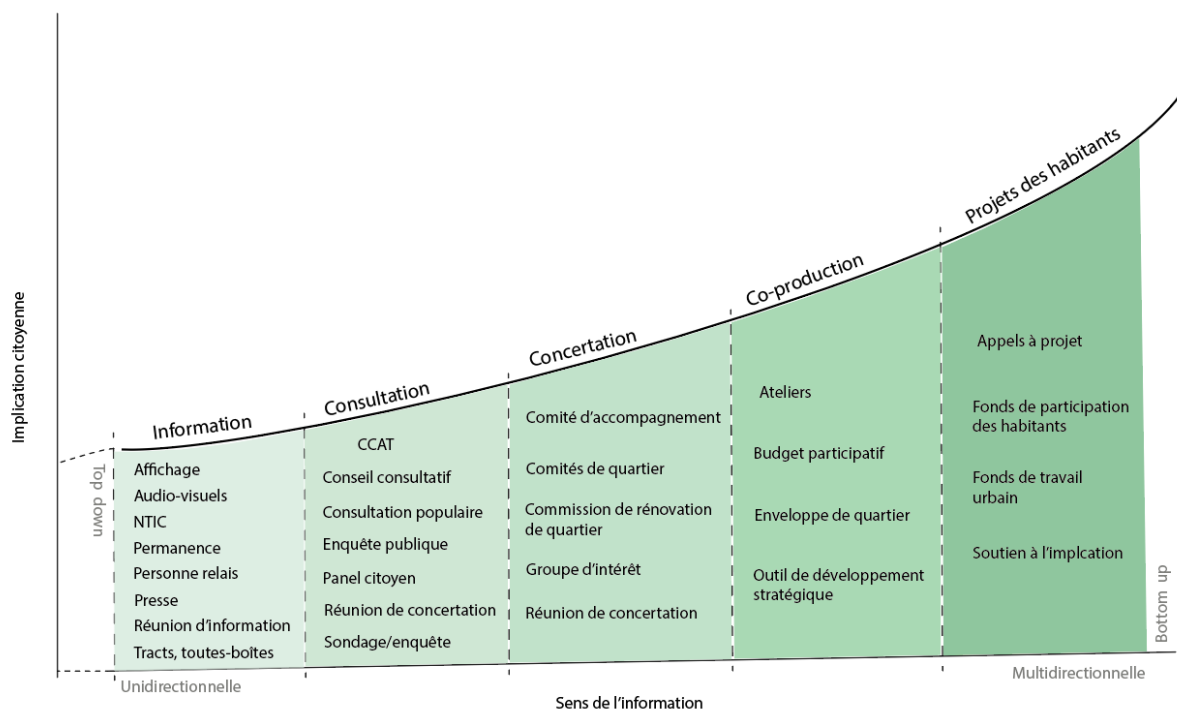 Implication citoyenne
Top down
Information
Affichage
Audio-visuels
NTIC
Permanence
Personne relais
Presse
Réunion d'information
Tracts, toutes-boîtes
Consultation
CCAT
Conseil consultatif
Consultation populaire
Enquête publique
Panel citoyen
Réunion de concertation
Sondage/enquête
Concertation
Comité d'accompagnement
Comités de quartier
Commission de rénovation
de quartier
Groupe d'intérêt
Réunion de concertation
Co-production
Ateliers
Budget participatif
Enveloppe de quartier
Outil de développement
stratégique
Projets des habitants
Appels à projet
Fonds de participation
des habitants
Fonds de travail
urbain
Soutien à l'implcation
Bottom up
Unidirectionnelle
Multidirectionnelle
Sens de l'information